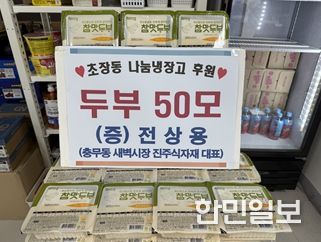 참맛두부
초장동 나눔냉장고 후원
두부 50모
(증) 전상용
(충무동 새벽시장 진주식자재 대표)
참맛두부 참맛두부 참맛두부 참맛두부
한민일보